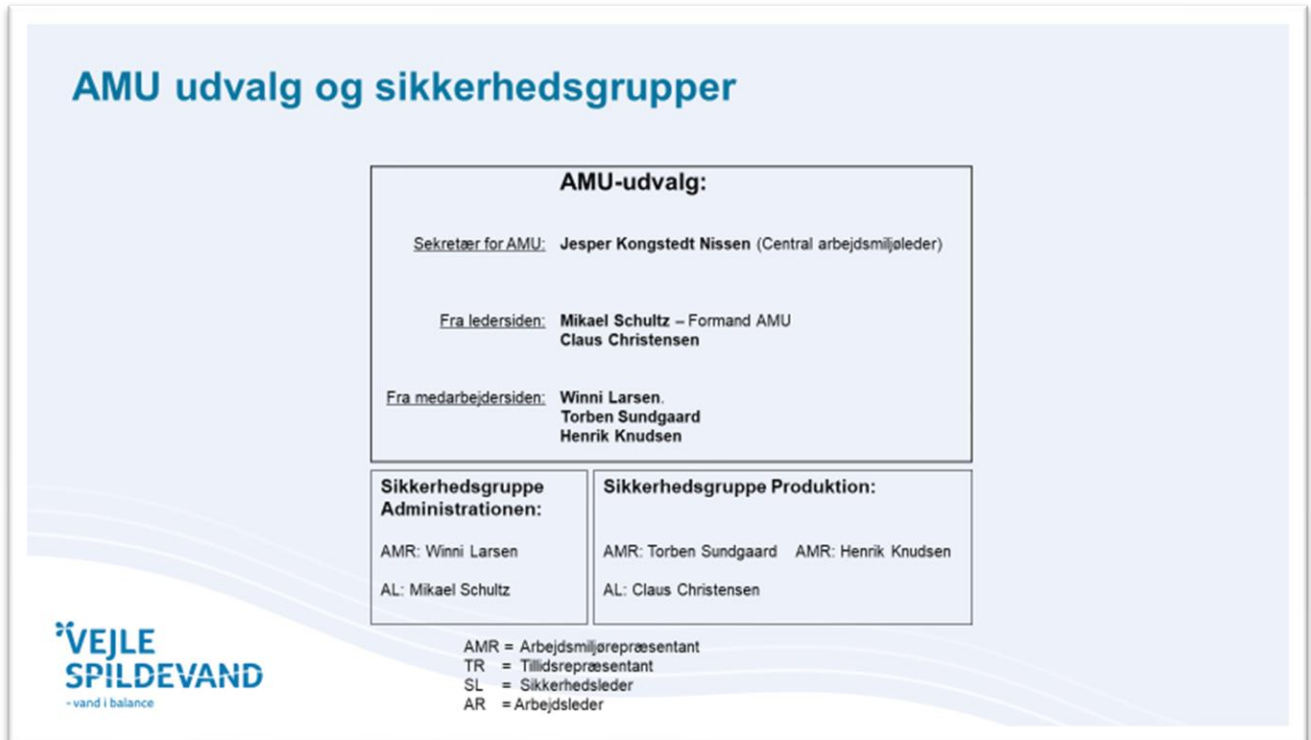 AMU udvalg og sikkerhedsgrupper
AMU-udvalg:
Sekretær for AMU: Jesper Kongstedt Nissen (Central arbejdsmiljøleder)
Fra ledersiden: Mikael Schultz – Formand AMU
Claus Christensen
Fra medarbejdersiden: Winni Larsen.
Torben Sundgaard
Henrik Knudsen
Sikkerhedsgruppe
Administrationen:
AMR: Winni Larsen
AL: Mikael Schultz
Sikkerhedsgruppe Produktion:
AMR: Torben Sundgaard AMR: Henrik Knudsen
AL: Claus Christensen
AMR = Arbejdsmiljørepræsentant
TR = Tillidsrepræsentant
SL = Sikkerhedsleder
AR = Arbejdsleder
VEJLE
SPILDEVAND
- vand i balance